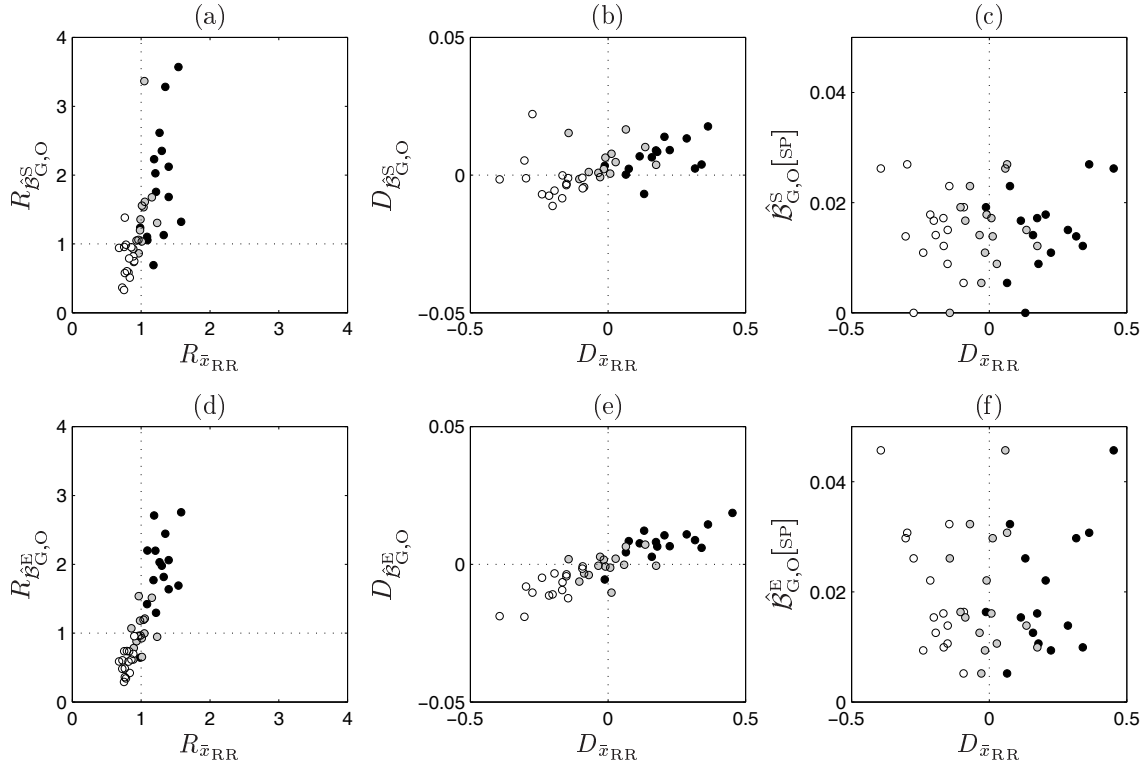 (a)
4
3
2
1
0
0 1 2 3 4
R_{\hat{\mathcal{B}}^{S}_{G,O}}
R_{\bar{x}_{RR}}
(b)
0.05
0
−0.05
−0.5 0 0.5
D_{\hat{\mathcal{B}}^{S}_{G,O}}
D_{\bar{x}_{RR}}
(c)
0.04
0.02
0
−0.5 0 0.5
\hat{\mathcal{B}}^{S}_{G,O}[SP]
D_{\bar{x}_{RR}}
(d)
4
3
2
1
0
0 1 2 3 4
R_{\hat{\mathcal{B}}^{E}_{G,O}}
R_{\bar{x}_{RR}}
(e)
0.05
0
−0.05
−0.5 0 0.5
D_{\hat{\mathcal{B}}^{E}_{G,O}}
D_{\bar{x}_{RR}}
(f)
0.04
0.02
0
−0.5 0 0.5
\hat{\mathcal{B}}^{E}_{G,O}[SP]
D_{\bar{x}_{RR}}